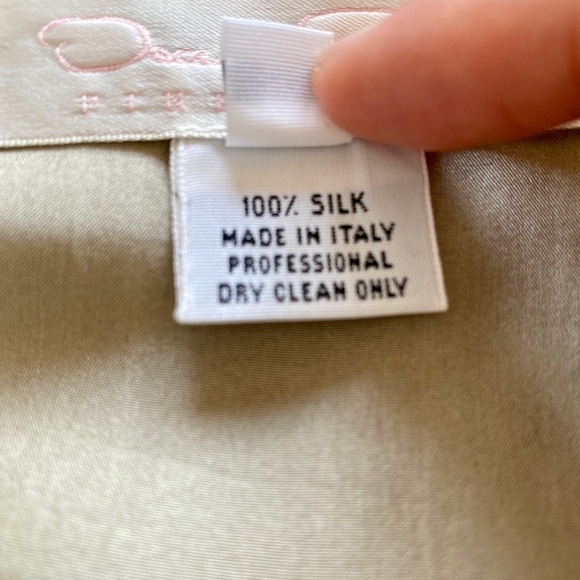 100% SILK
MADE IN ITALY
PROFESSIONAL
DRY CLEAN ONLY